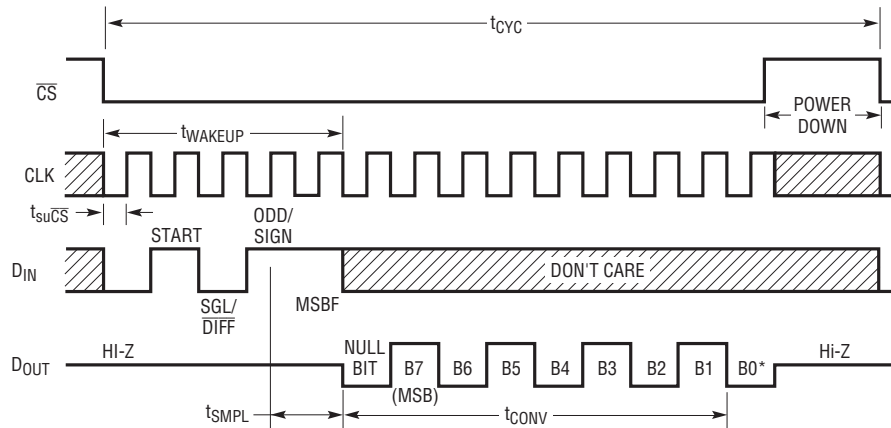 tCYC
CS
POWER
DOWN
tWAKEUP
CLK
tsuCS
START
ODD/
SIGN
DIN
DON'T CARE
SGL/
DIFF
MSBF
DOUT
HI-Z
NULL
BIT
B7
(MSB)
B6
B5
B4
B3
B2
B1
B0*
Hi-Z
tSMPL
tCONV